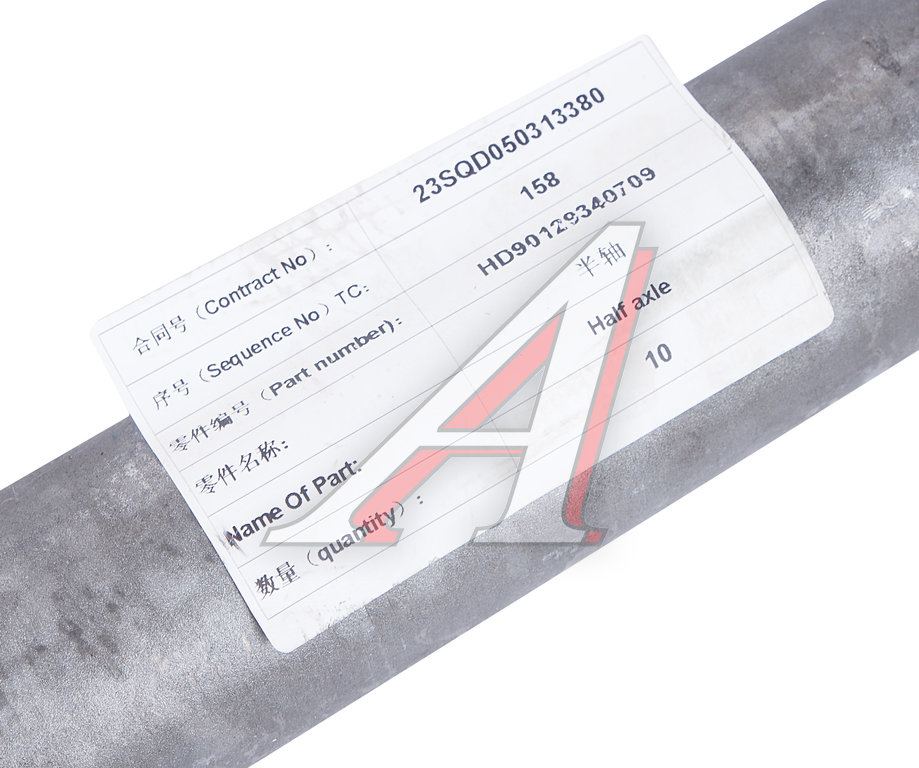 合同号（Contract No）: 23SQD050313380
序号（Sequence No）TC: 158
零件编号（Part number): HD90129340709
零件名称: 半轴
Name Of Part: Half axle
数量（quantity）: 10
A